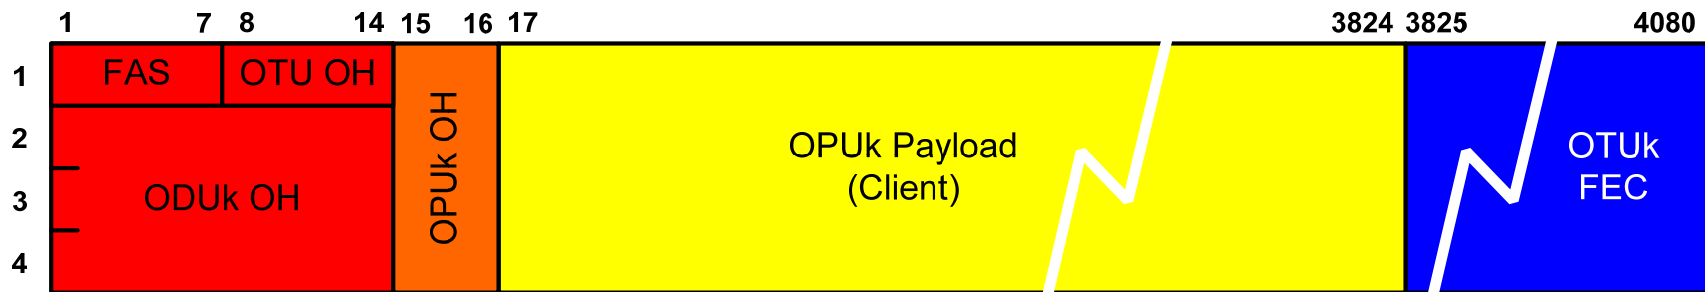 1 7 8 14 15 16 17 3824 3825 4080
1 FAS OTU OH
2
3
4
ODUk OH
OPUk OH
OPUk Payload
(Client)
OTUk
FEC